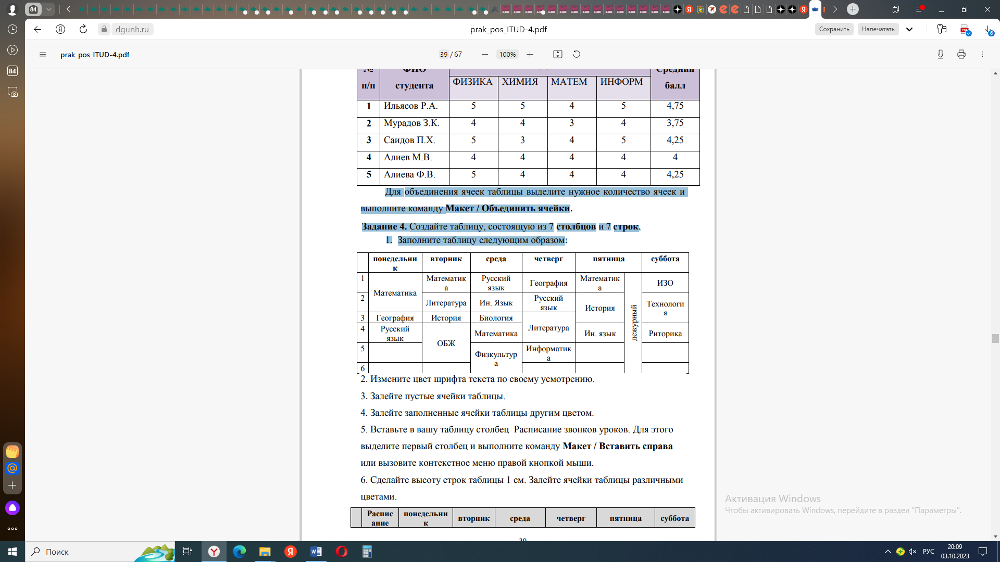 84
dgunh.ru
prak_pos_ITUD-4.pdf
Сохранить
Напечатать
6
84
prak_pos_ITUD-4.pdf
39 / 67
100%
№ п/п
ФИО студента
ФИЗИКА ХИМИЯ МАТЕМ ИНФОРМ
Средний балл
1 Ильясов Р.А. 5 5 4 5 4,75
2 Мурадов З.К. 4 4 3 4 3,75
3 Саидов П.Х. 5 3 4 5 4,25
4 Алиев М.В. 4 4 4 4 4
5 Алиева Ф.В. 5 4 4 4 4,25
Для объединения ячеек таблицы выделите нужное количество ячеек и
выполните команду Макет / Объединить ячейки.
Задание 4. Создайте таблицу, состоящую из 7 столбцов и 7 строк.
1. Заполните таблицу следующим образом:
понедельни
к
вторник среда четверг пятница суббота
1
Математика
Математик
а
Русский
язык
География
Математик
а
дежурный
ИЗО
2
Литература
Ин. Язык
Русский
язык
История
Технологи
я
3 География История Биология
Литература
4
Русский
язык
ОБЖ
Математика
Ин. язык
Риторика
5
Физкультур
а
Информатик
а
6
2. Измените цвет шрифта текста по своему усмотрению.
3. Залейте пустые ячейки таблицы.
4. Залейте заполненные ячейки таблицы другим цветом.
5. Вставьте в вашу таблицу столбец Расписание звонков уроков. Для этого
выделите первый столбец и выполните команду Макет / Вставить справа
или вызовите контекстное меню правой кнопкой мыши.
6. Сделайте высоту строк таблицы 1 см. Залейте ячейки таблицы различными
цветами.
Распис
ание
понедельни
к
вторник среда четверг пятница суббота
39
Активация Windows
Чтобы активировать Windows, перейдите в раздел "Параметры".
Поиск
РУС
20:09
03.10.2023